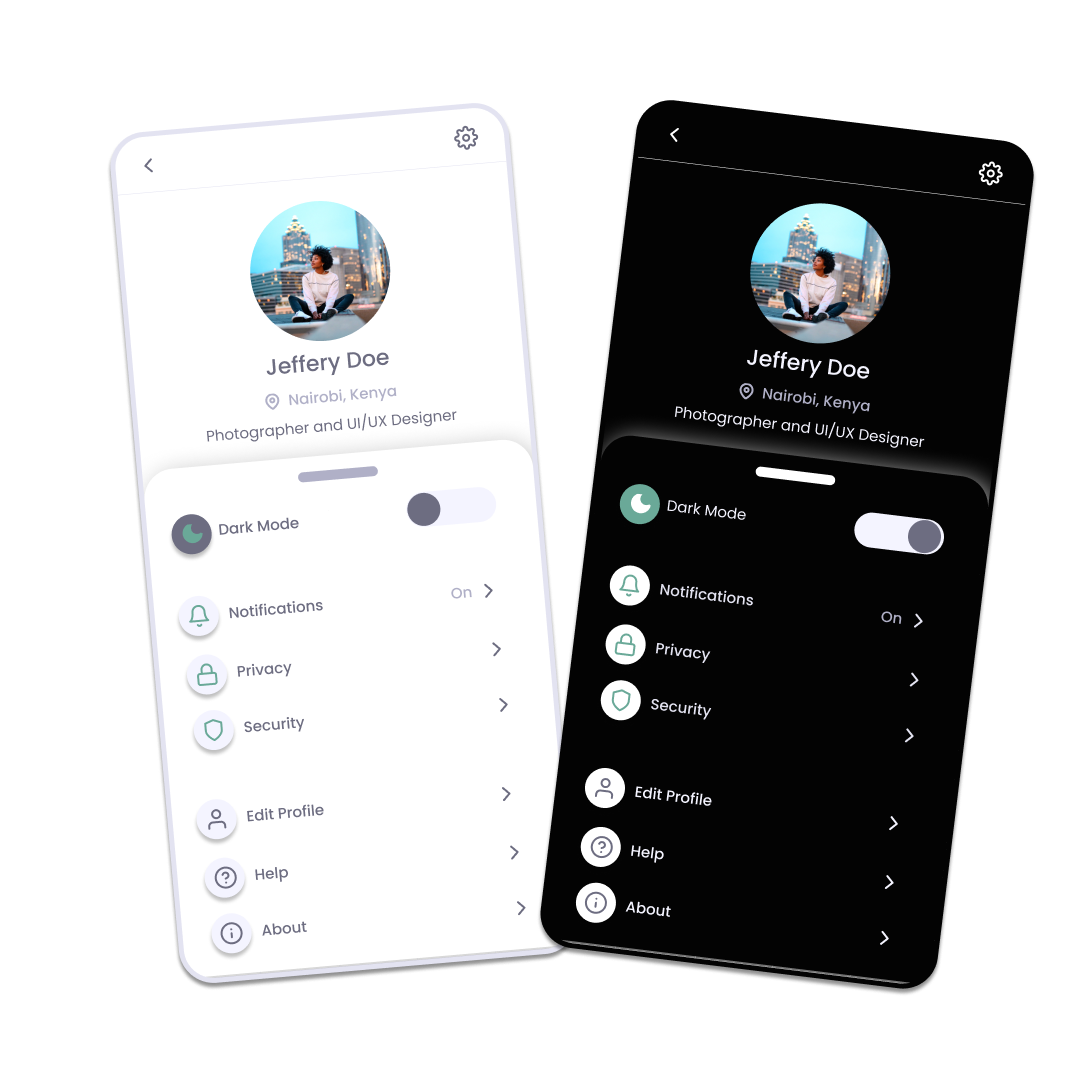 Jeffery Doe
Nairobi, Kenya
Photographer and UI/UX Designer
Dark Mode
Notifications
On
Privacy
Security
Edit Profile
Help
About
Jeffery Doe
Nairobi, Kenya
Photographer and UI/UX Designer
Dark Mode
Notifications
On
Privacy
Security
Edit Profile
Help
About